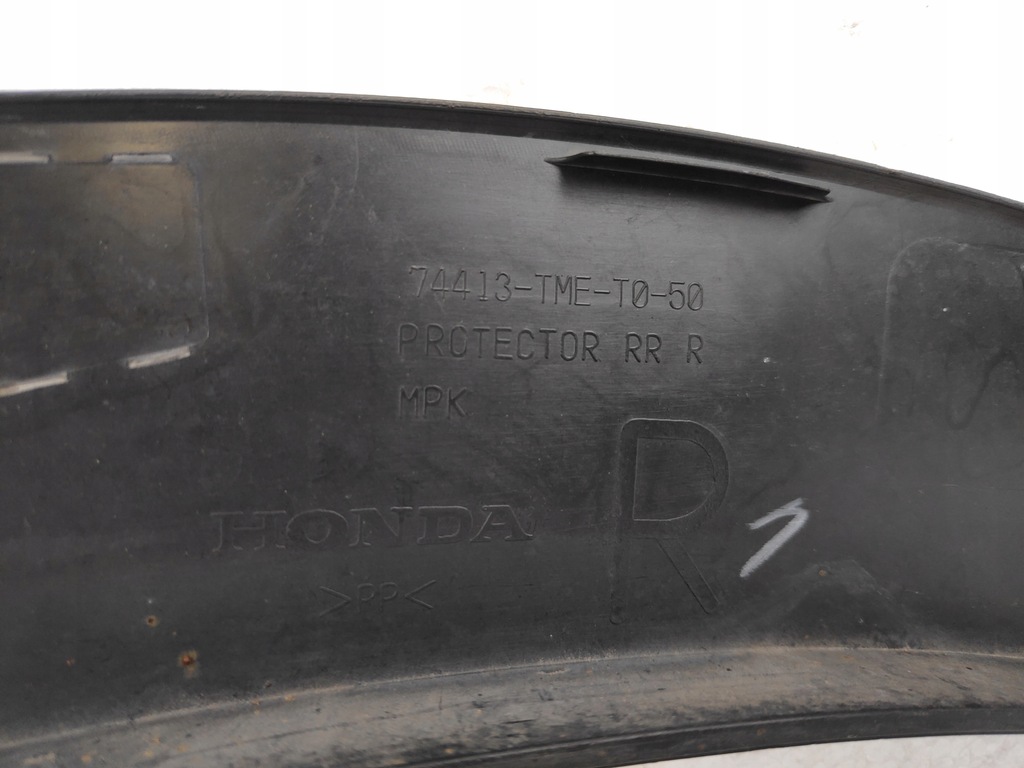 74413-TME-T0-50
PROTECTOR RR R
MPK
R
HONDA
>PP<